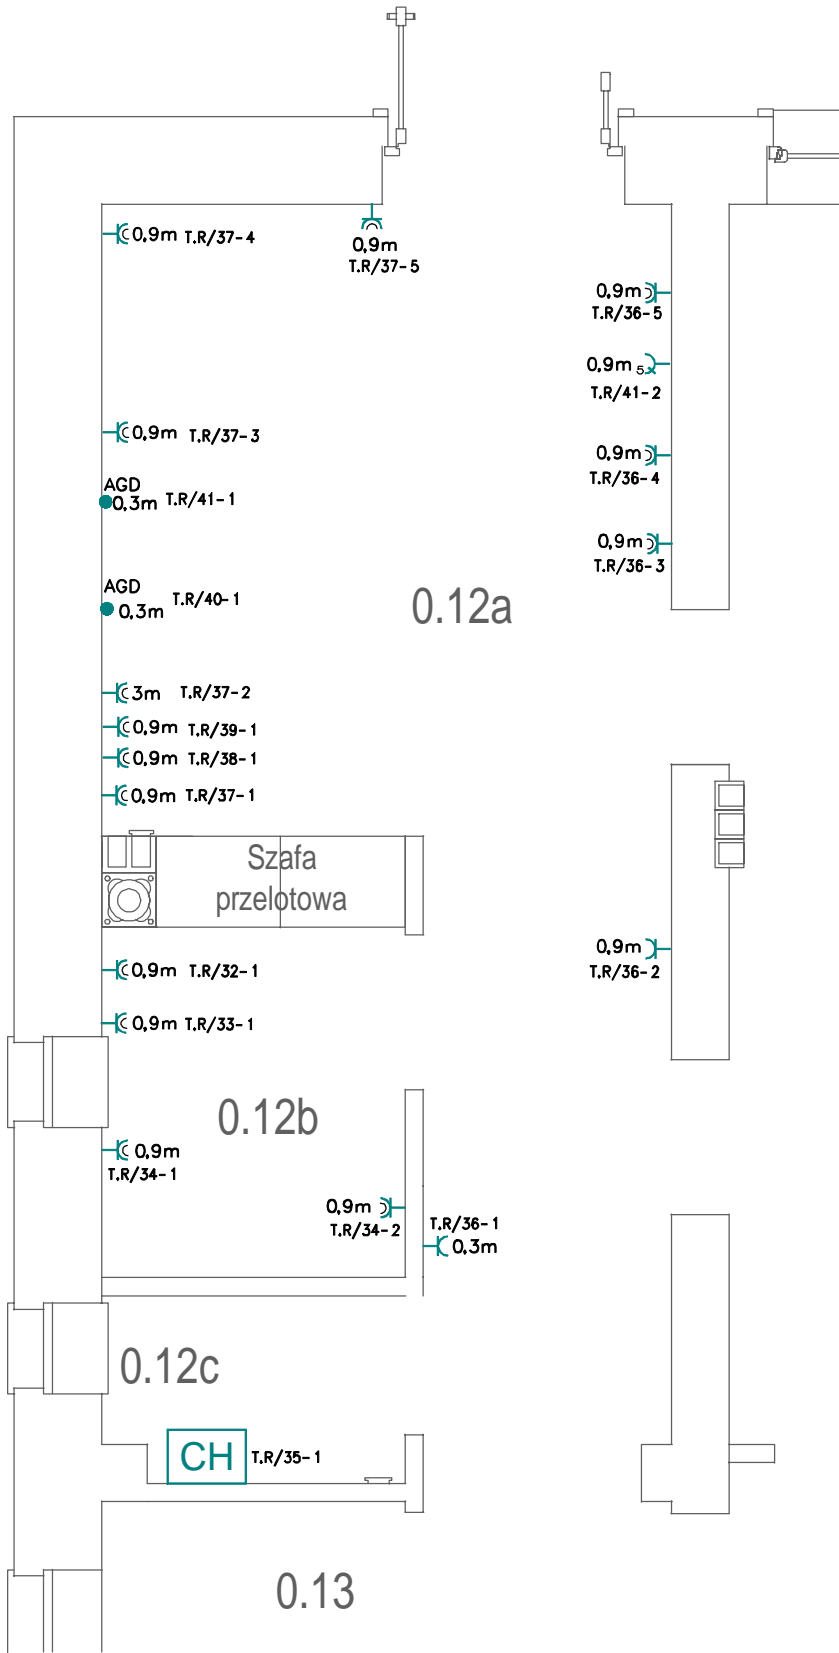 0,9m T.R/37-4
0,9m
T.R/37-5
0,9m
T.R/36-5
0,9m 5
T.R/41-2
0,9m T.R/37-3
0,9m
T.R/36-4
AGD
0,3m T.R/41-1
0,9m
T.R/36-3
AGD
0,3m T.R/40-1
0.12a
3m T.R/37-2
0,9m T.R/39-1
0,9m T.R/38-1
0,9m T.R/37-1
Szafa
przelotowa
0,9m
T.R/36-2
0,9m T.R/32-1
0,9m T.R/33-1
0.12b
0,9m
T.R/34-1
0,9m
T.R/34-2
T.R/36-1
0,3m
0.12c
CH T.R/35-1
0.13